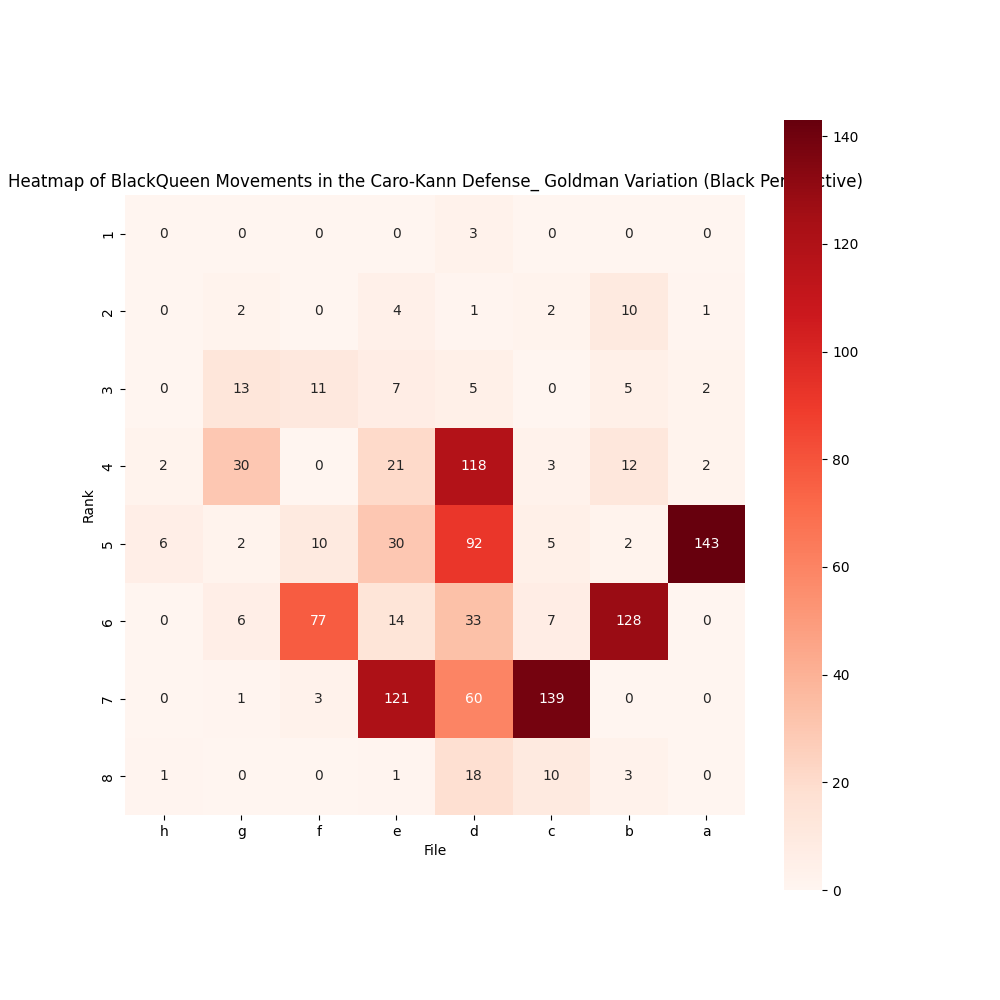 Heatmap of BlackQueen Movements in the Caro-Kann Defense_ Goldman Variation (Black
1 0 0 0 0 3 0 0 0
2 0 2 0 4 1 2 10 1
3 0 13 11 7 5 0 5 2
4 2 30 0 21 118 3 12 2
5 6 2 10 30 92 5 2 143
6 0 6 77 14 33 7 128 0
7 0 1 3 121 60 139 0 0
8 1 0 0 1 18 10 3 0
h g f e d c b a
Rank
File
140
120
100
80
60
40
20
0